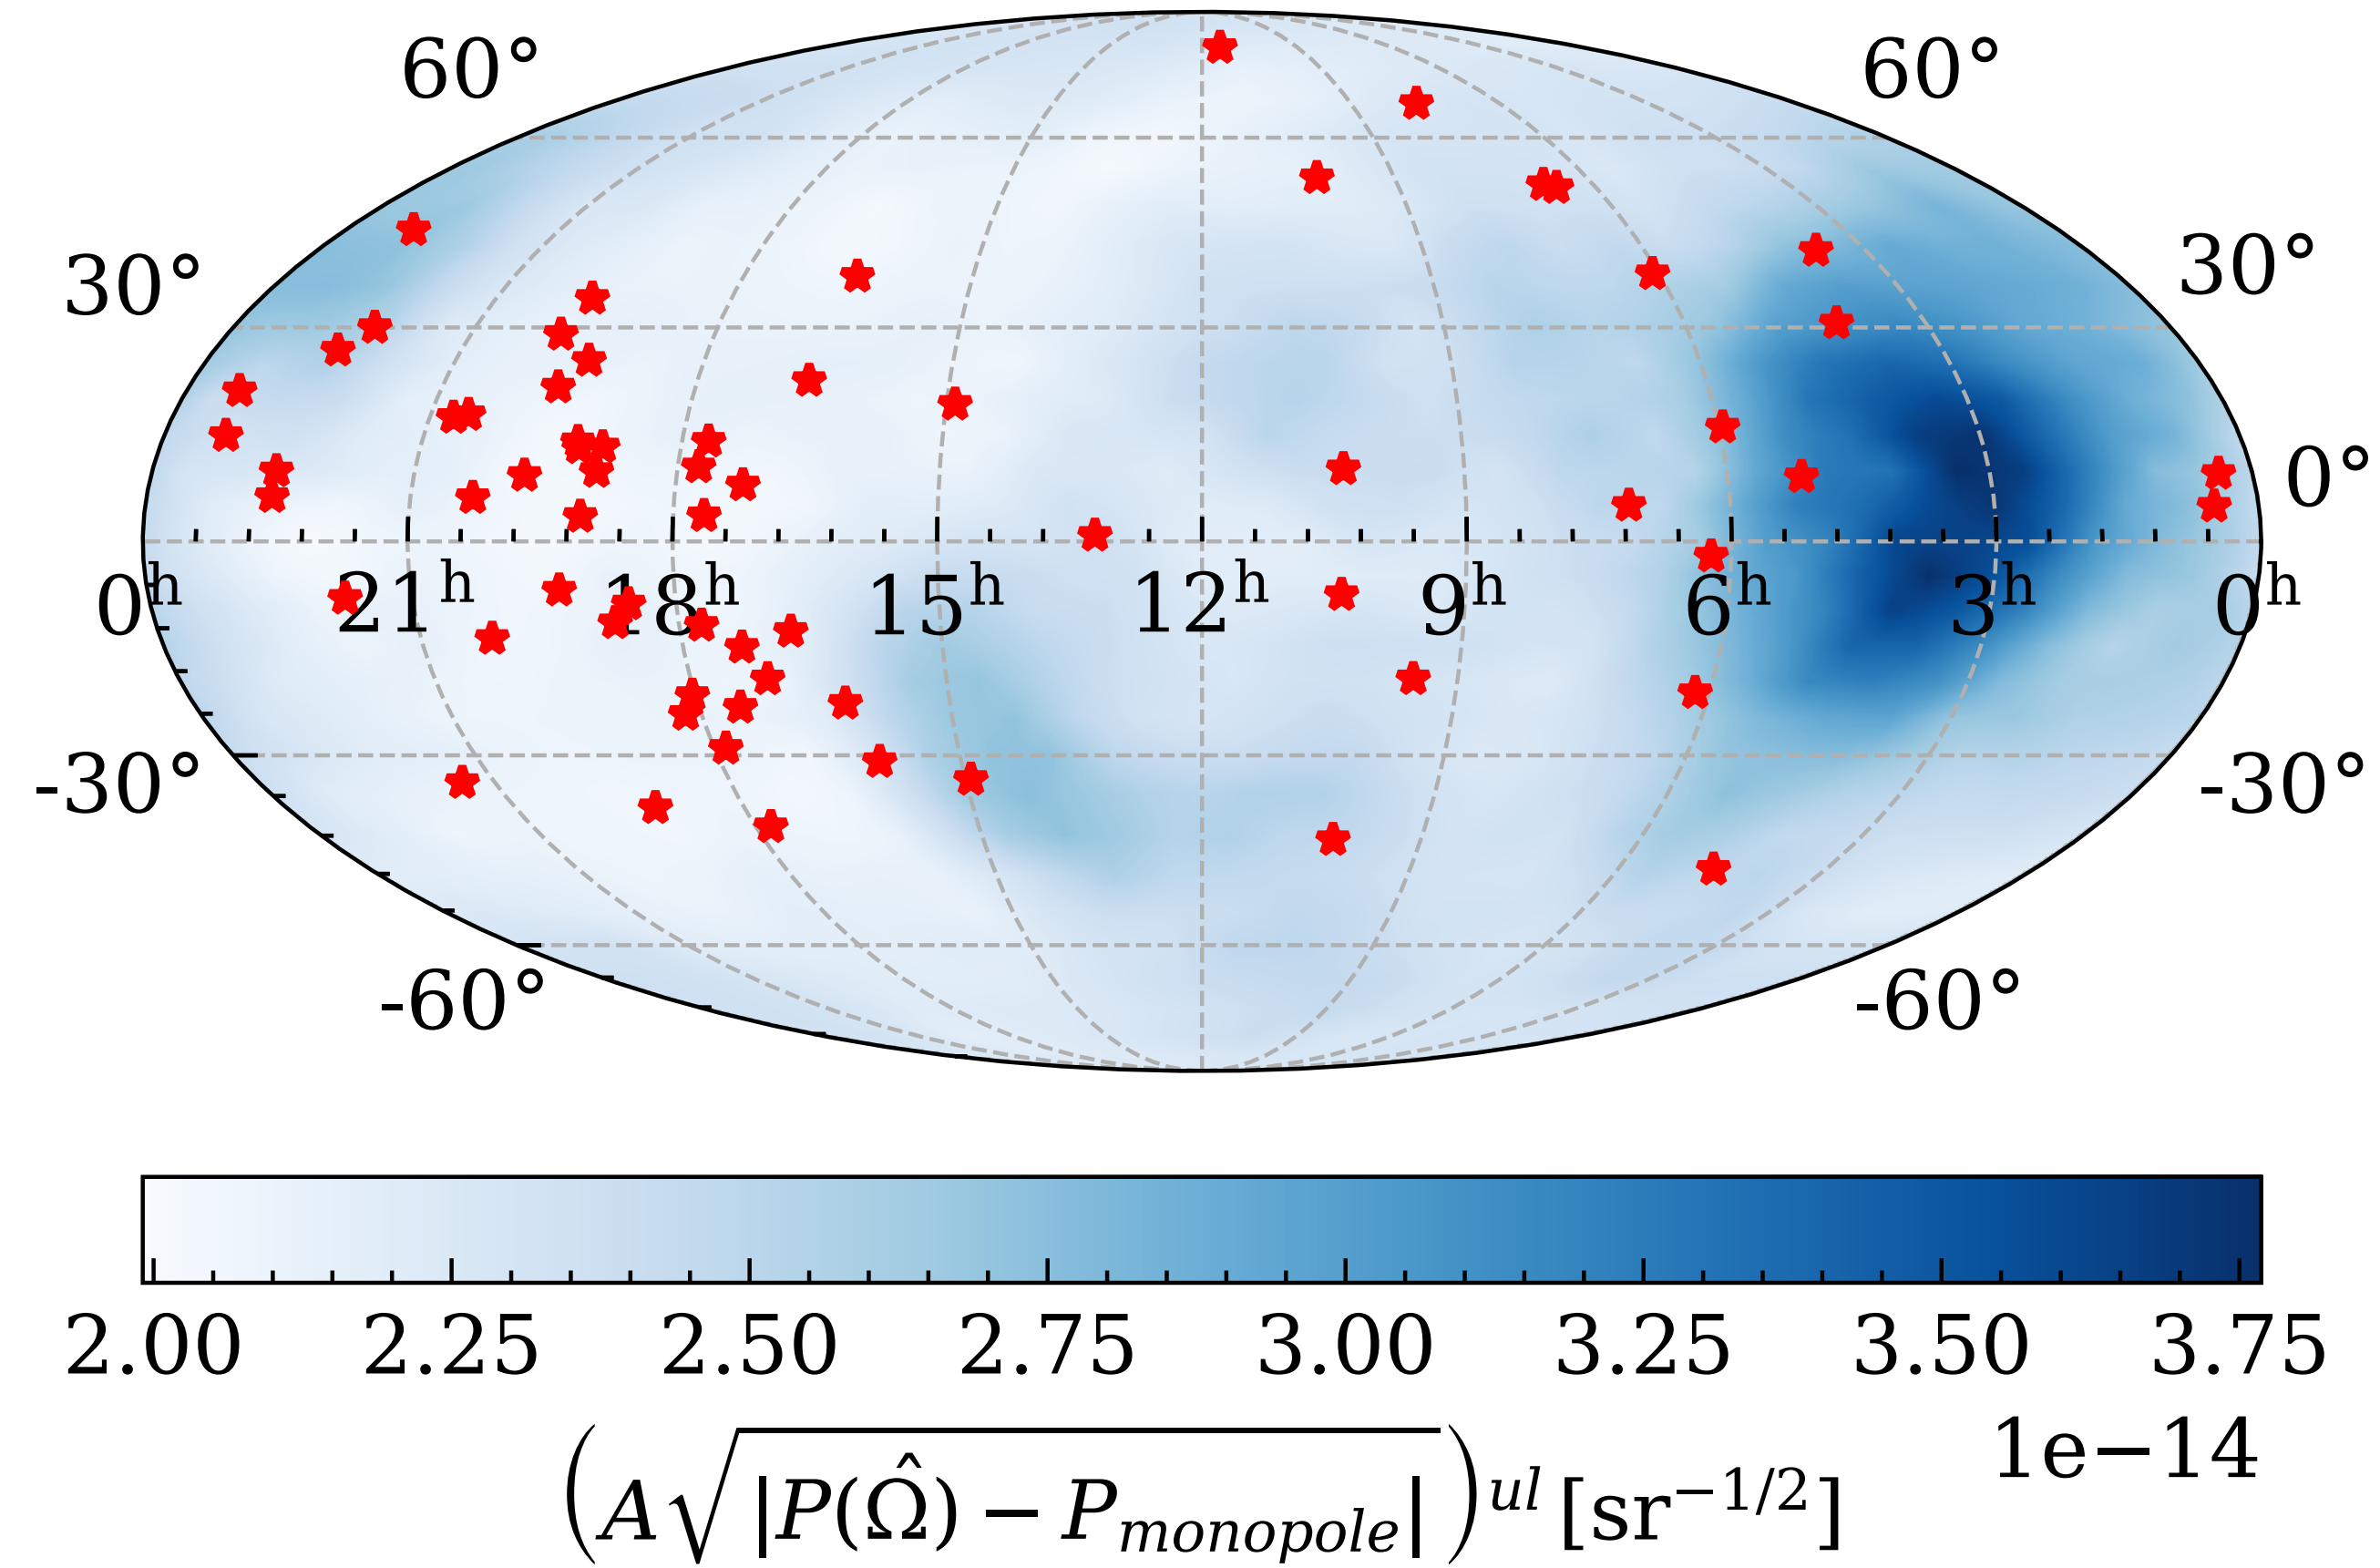 60° 60°
30° 30°
0°
0ʰ 21ʰ 18ʰ 15ʰ 12ʰ 9ʰ 6ʰ 3ʰ 0ʰ
-30° -30°
-60° -60°
2.00 2.25 2.50 2.75 3.00 3.25 3.50 3.75
1e−14
(A√|P(Ω̂) − P_monopole|)^ul [sr^−1/2]